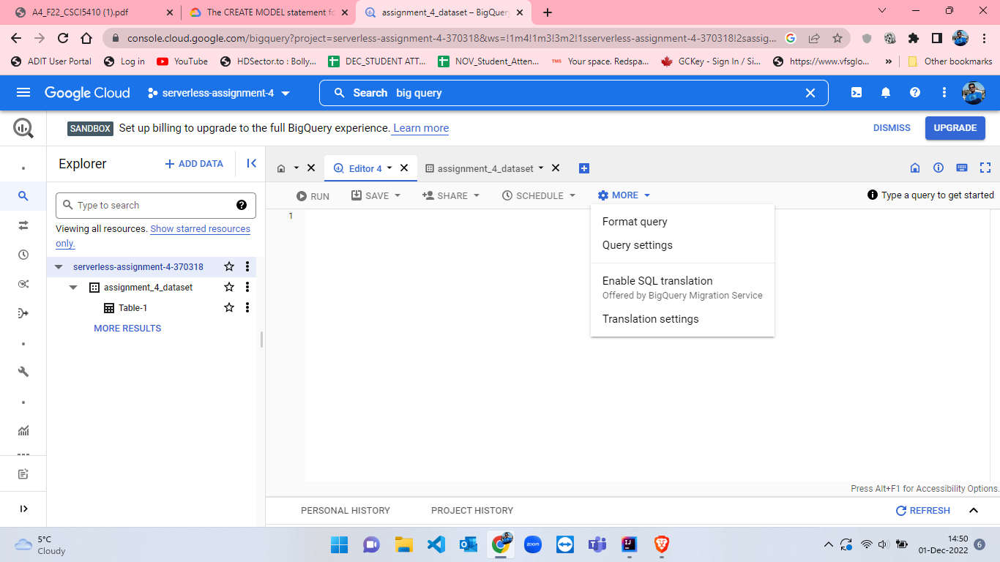 A4_F22_CSCI5410 (1).pdf
The CREATE MODEL statement fo
assignment_4_dataset – BigQuery
console.cloud.google.com/bigquery?project=serverless-assignment-4-370318&ws=!1m4!1m3!3m2!1sserverless-assignment-4-370318!2sassig...
ADIT User Portal
Log in
YouTube
HDSector.to : Bolly...
DEC_STUDENT ATT...
NOV_Student_Atten...
TMS Your space. Redspa...
GCKey - Sign In / Si...
https://www.vfsglo...
»
Other bookmarks
Google Cloud
serverless-assignment-4
Search big query
SANDBOX Set up billing to upgrade to the full BigQuery experience. Learn more
DISMISS
UPGRADE
Explorer
+ ADD DATA
Editor 4
assignment_4_dataset
RUN
SAVE
SHARE
SCHEDULE
MORE
Type a query to get started
Type to search
Viewing all resources. Show starred resources
only.
serverless-assignment-4-370318
assignment_4_dataset
Table-1
MORE RESULTS
1
Format query
Query settings
Enable SQL translation
Offered by BigQuery Migration Service
Translation settings
Press Alt+F1 for Accessibility Options.
PERSONAL HISTORY
PROJECT HISTORY
REFRESH
5°C
Cloudy
zoom
14:50
01-Dec-2022
6